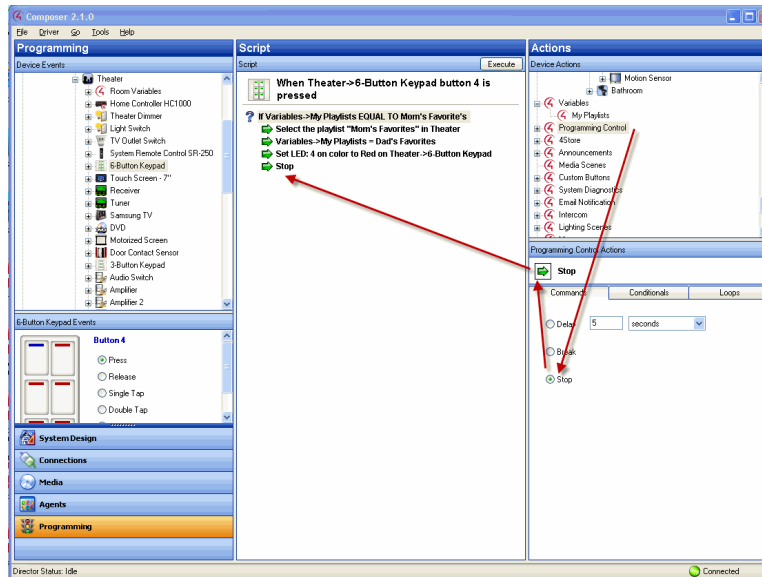 Composer 2.1.0
File Driver Go Tools Help
Programming
Device Events
Theater
Room Variables
Home Controller HC1000
Theater Dimmer
Light Switch
TV Outlet Switch
System Remote Control SR-250
6-Button Keypad
Touch Screen - 7"
Receiver
Tuner
Samsung TV
DVD
Motorized Screen
Door Contact Sensor
3-Button Keypad
Audio Switch
Amplifier
Amplifier 2
6-Button Keypad Events
Button 4
Press
Release
Single Tap
Double Tap
System Design
Connections
Media
Agents
Programming
Director Status: Idle
Script
Script Execute
When Theater->6-Button Keypad button 4 is
pressed
If Variables->My Playlists EQUAL TO Mom's Favorite's
Select the playlist "Mom's Favorites" in Theater
Variables->My Playlists = Dad's Favorites
Set LED: 4 on color to Red on Theater->6-Button Keypad
Stop
Actions
Device Actions
Motion Sensor
Bathroom
Variables
My Playlists
Programming Control
4Store
Announcements
Media Scenes
Custom Buttons
System Diagnostics
Email Notification
Intercom
Lighting Scenes
Programming Control Actions
Stop
Commands Conditionals Loops
Delay 5 seconds
Break
Stop
Connected